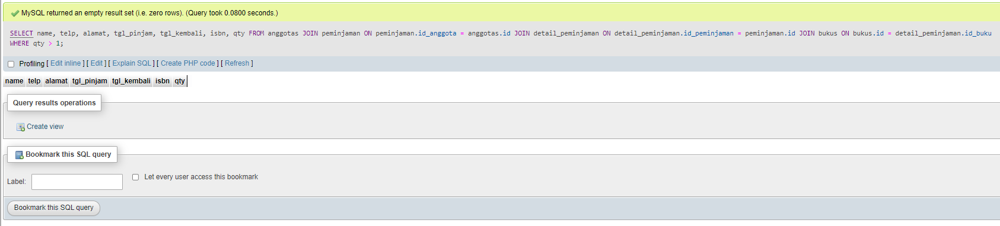 MySQL returned an empty result set (i.e. zero rows). (Query took 0.0800 seconds.)
SELECT name, telp, alamat, tgl_pinjam, tgl_kembali, isbn, qty FROM anggotas JOIN peminjaman ON peminjaman.id_anggota = anggotas.id JOIN detail_peminjaman ON detail_peminjaman.id_peminjaman = peminjaman.id JOIN bukus ON bukus.id = detail_peminjaman.id_buku
WHERE qty > 1;
Profiling [ Edit inline ] [ Edit ] [ Explain SQL ] [ Create PHP code ] [ Refresh ]
name telp alamat tgl_pinjam tgl_kembali isbn qty
Query results operations
Create view
Bookmark this SQL query
Label: Let every user access this bookmark
Bookmark this SQL query